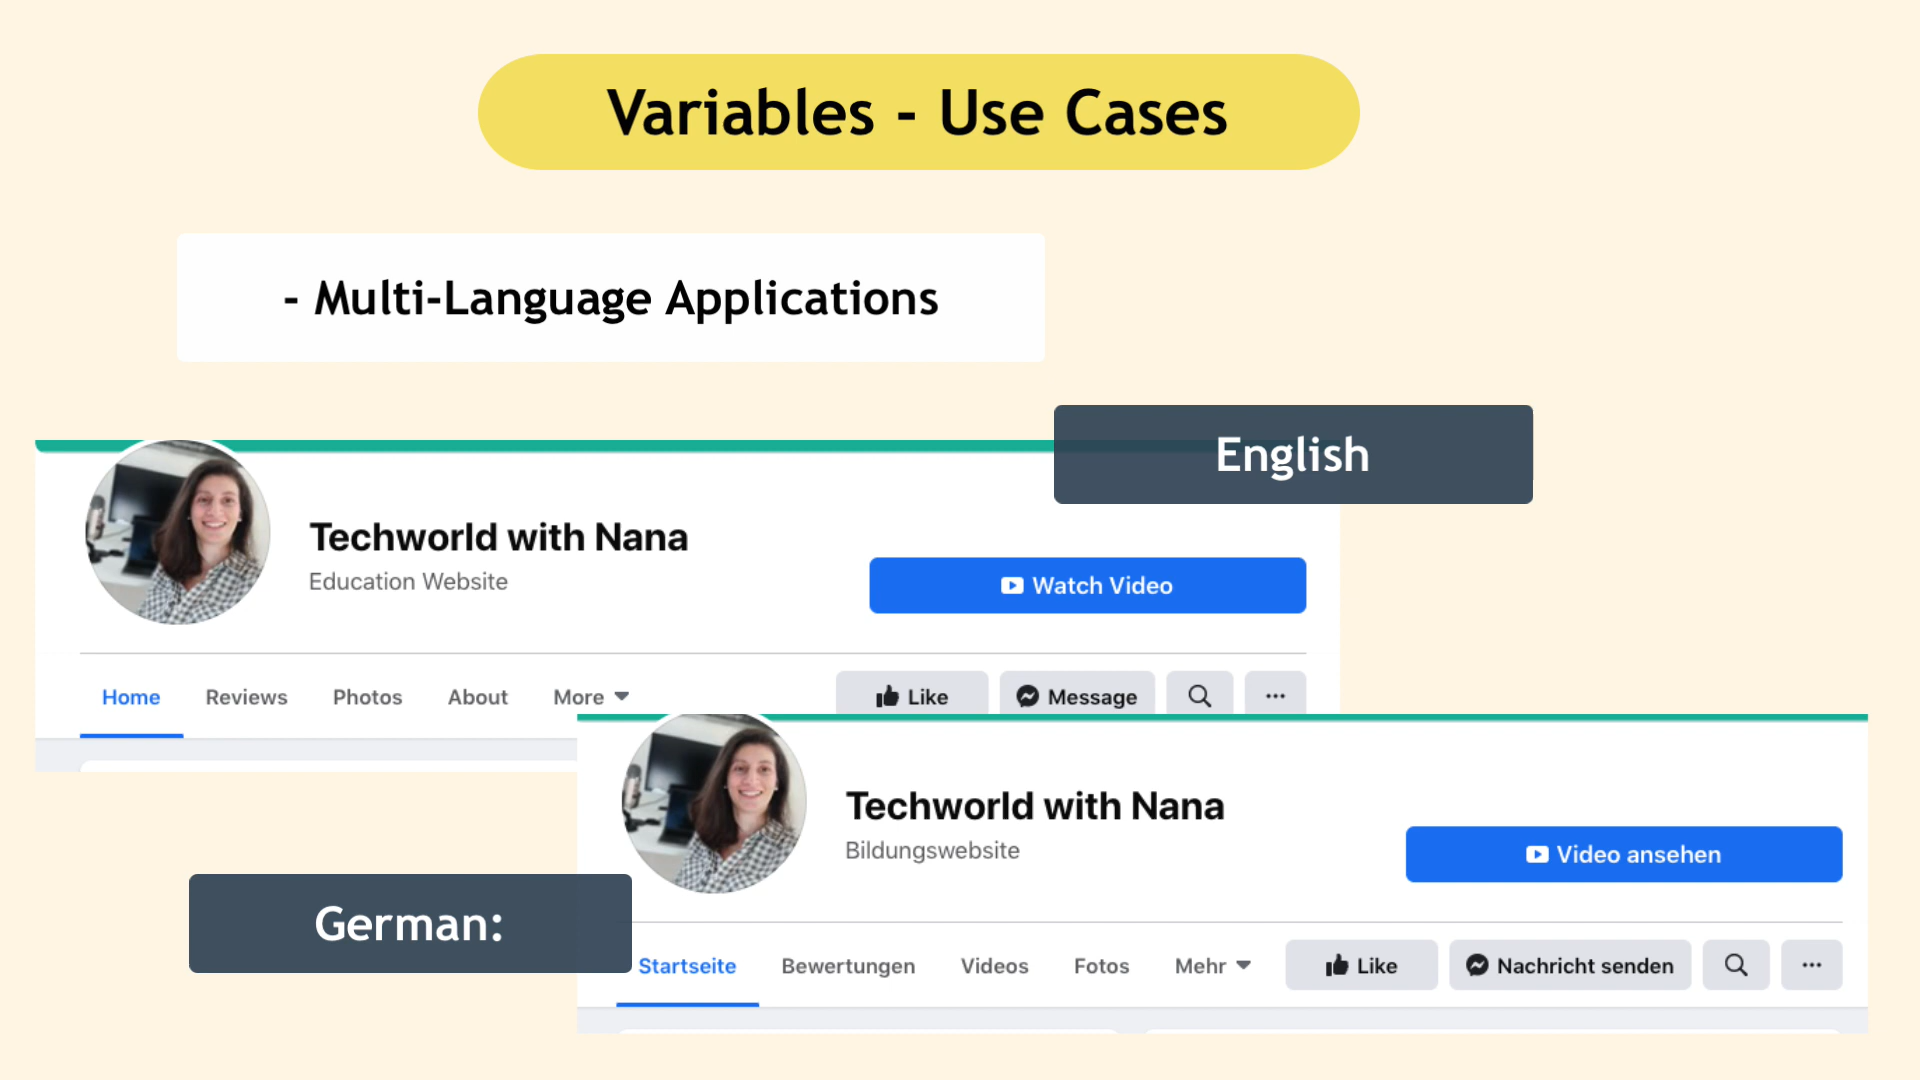 Variables - Use Cases
- Multi-Language Applications
English
Techworld with Nana
Education Website
Watch Video
Home Reviews Photos About More Like Message
Techworld with Nana
Bildungswebsite
Video ansehen
German:
Startseite Bewertungen Videos Fotos Mehr Like Nachricht senden